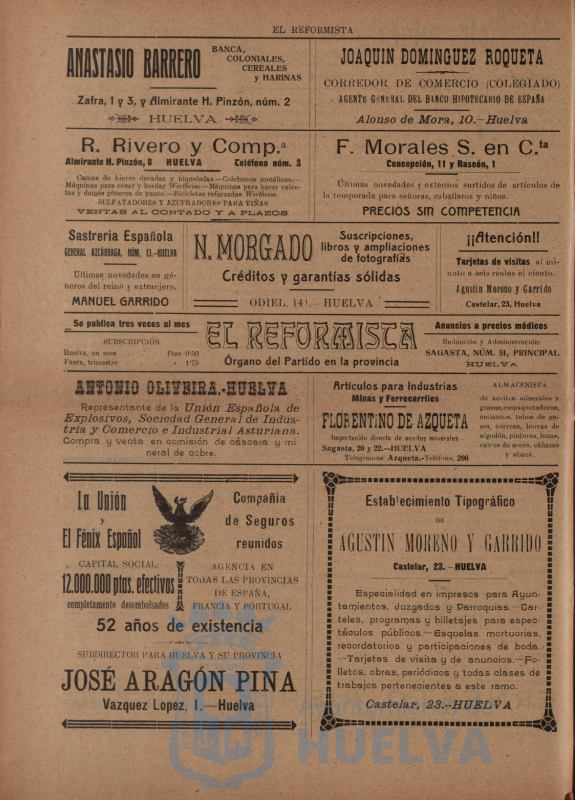 EL REFORMISTA
ANASTASIO BARRERO
BANCA,
COLONIALES,
CEREALES
y HARINAS
Zafra, 1 y 3, y Almirante H. Pinzón, núm. 2
HUELVA
JOAQUIN DOMINGUEZ ROQUETA
CORREDOR DE COMERCIO (COLEGIADO)
AGENTE GENERAL DEL BANCO HIPOTECARIO DE ESPAÑA
Alonso de Mora, 10.—Huelva
R. Rivero y Comp.ª
Almirante H. Pinzón, 8 HUELVA Teléfono núm. 3
Camas de hierro doradas y niqueladas.—Colchones metálicos.—
Máquinas para coser y bordar Wertheim.—Máquinas para hacer calce-
tas y demás géneros de punto.—Bicicletas reforzadas Wertheim.
SULFATADORES Y AZUFRADORES PARA VIÑAS
VENTAS AL CONTADO Y A PLAZOS
F. Morales S. en C.ta
Concepción, 11 y Rascón, 1
Últimas novedades y extensos surtidos de artículos de
la temporada para señoras, caballeros y niños.
PRECIOS SIN COMPETENCIA
Sastreria Española
GENERAL AZCÁRRAGA, NÚM. 13.-HUELVA
Ultimas novedades en gé-
neros del reino y extranjero.
MANUEL GARRIDO
N. MORGADO
Suscripciones,
libros y ampliaciones
de fotografías
Créditos y garantías sólidas
ODIEL, 141.—HUELVA
¡¡Atención!!
Tarjetas de visitas al mi-
nuto a seis reales el ciento.
Agustin Moreno y Garrido
Castelar, 23, Huelva
Se publica tres veces al mes
SUBSCRIPCIÓN
Huelva, un mes . . Ptas 0'50
Fuera, trimestre . . » 1'75
EL REFORMISTA
Órgano del Partido en la provincia
Anuncios a precios módicos
Redacción y Administración:
SAGASTA, NÚM. 51, PRINCIPAL
HUELVA
ANTONIO OLIVEIRA.-HUELVA
Representante de la Unión Española de
Explosivos, Sociedad General de Indus-
tria y Comercio e Industrial Asturiana.
Compra y venta en comisión de cáscara y mi
neral de cobre.
Artículos para Industrias
Minas y Ferrocarriles
FLORENTINO DE AZQUETA
Importación directa de aceites minerales
Sagasta, 20 y 22.—HUELVA
Telegramas: Azqueta.-Teléfono, 206
ALMACENISTA
de aceites minerales y
grasas, empaquetaduras,
amiantos, tubos de go-
ma, correas, borras de
algodón, pinturas, lonas,
cables de acero, cáñamo
y abacá.
La Unión
y
El Fénix Español
CAPITAL SOCIAL:
12.000.000 ptas. efectivos
completamente desembolsados
Compañia
de Seguros
reunidos
AGENCIA EN
TODAS LAS PROVINCIAS
DE ESPAÑA,
FRANCIA Y PORTUGAL
52 años de existencia
SUBDIRECTOR PARA HUELVA Y SU PROVINCIA
JOSÉ ARAGÓN PINA
Vazquez Lopez, 1.—Huelva
Establecimiento Tipográfico
DE
AGUSTIN MORENO Y GARRIDO
Castelar, 23.—HUELVA
Especialidad en impresos para Ayun-
tamientos, Juzgados y Parroquias.—Car-
teles, programas y billetajes para espec-
táculos públicos.—Esquelas mortuorias,
recordatorios y participaciones de boda.
—Tarjetas de visita y de anuncios.—Fo-
lletos, obras, periódicos y todas clases de
trabajos pertenecientes a este ramo.
Castelar, 23.—HUELVA
HUELVA